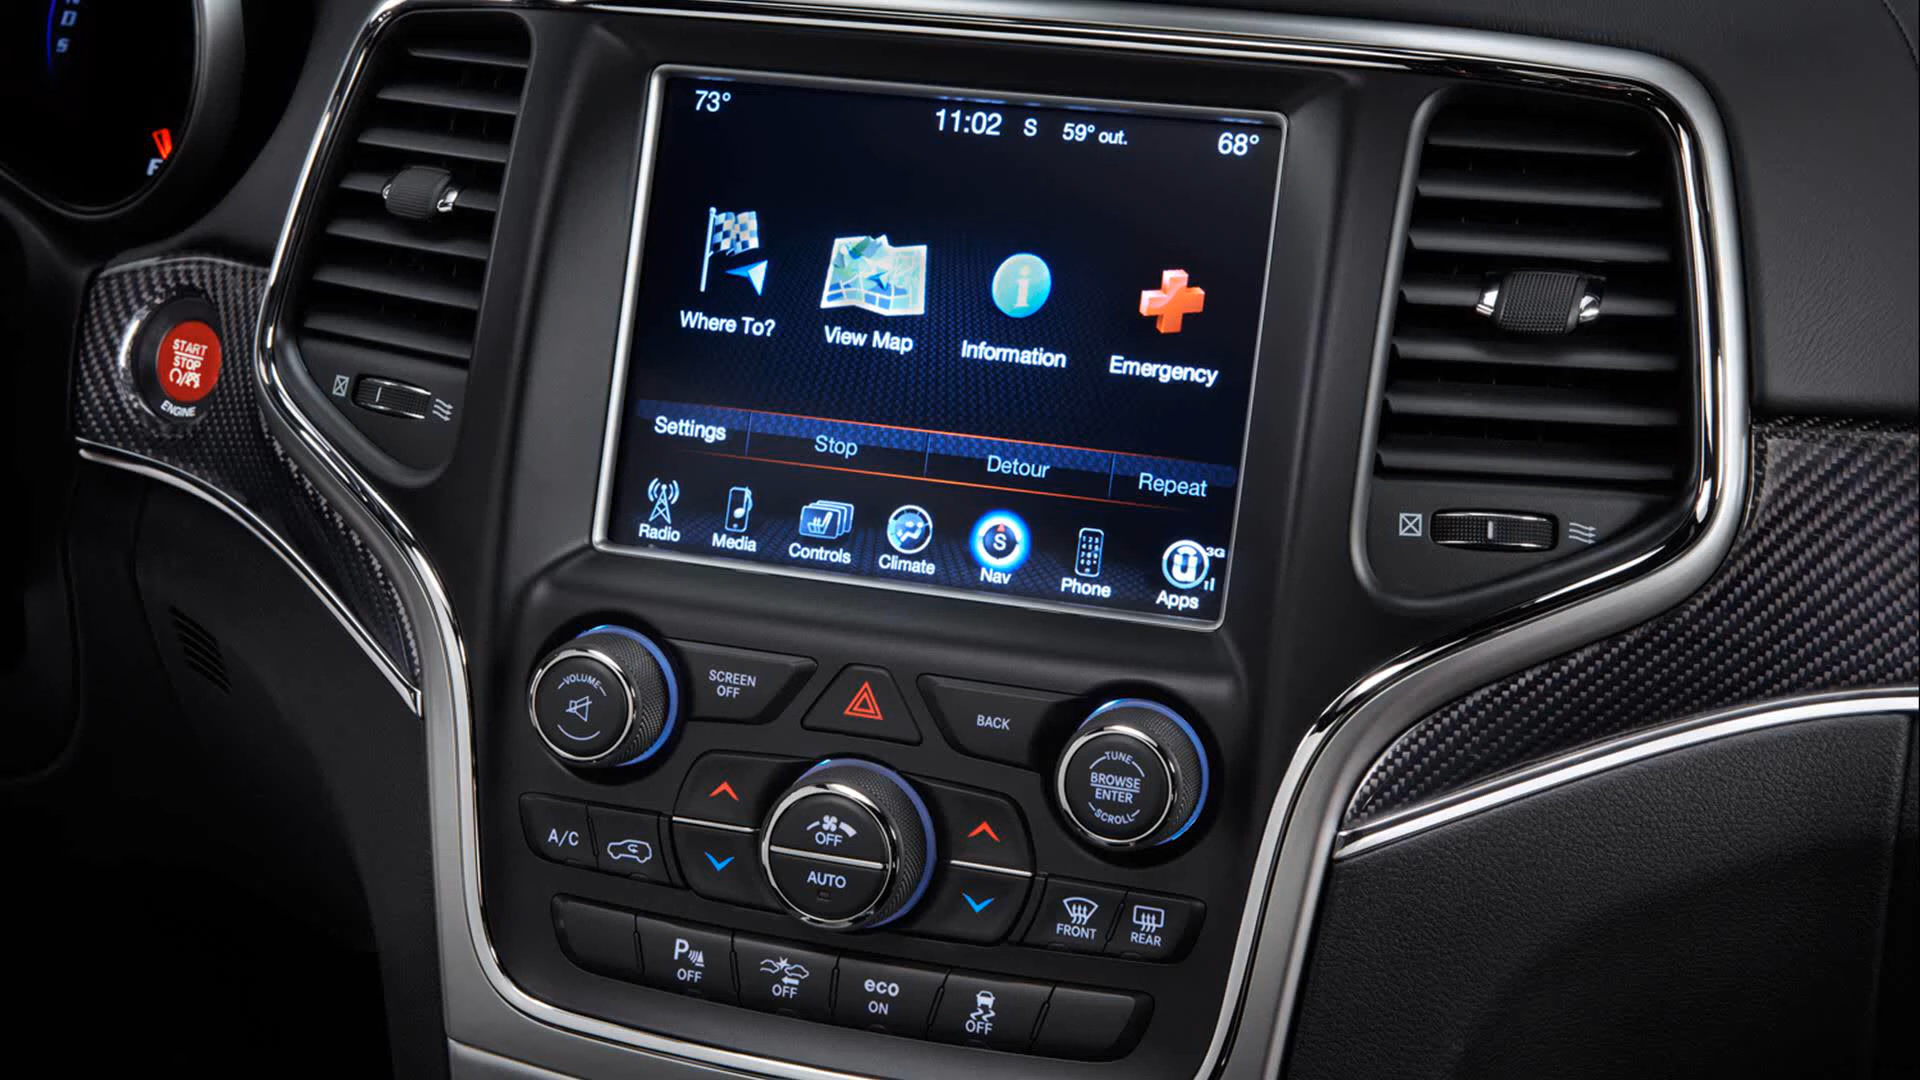 N
D
S
F
START
STOP
ENGINE
73°
11:02 S 59° out.
68°
Where To?
View Map
Information
Emergency
Settings
Stop
Detour
Repeat
Radio
Media
Controls
Climate
S
Nav
Phone
3G
Apps
VOLUME
SCREEN
OFF
BACK
TUNE
BROWSE
ENTER
SCROLL
A/C
OFF
AUTO
FRONT
REAR
P
OFF
OFF
eco
ON
OFF